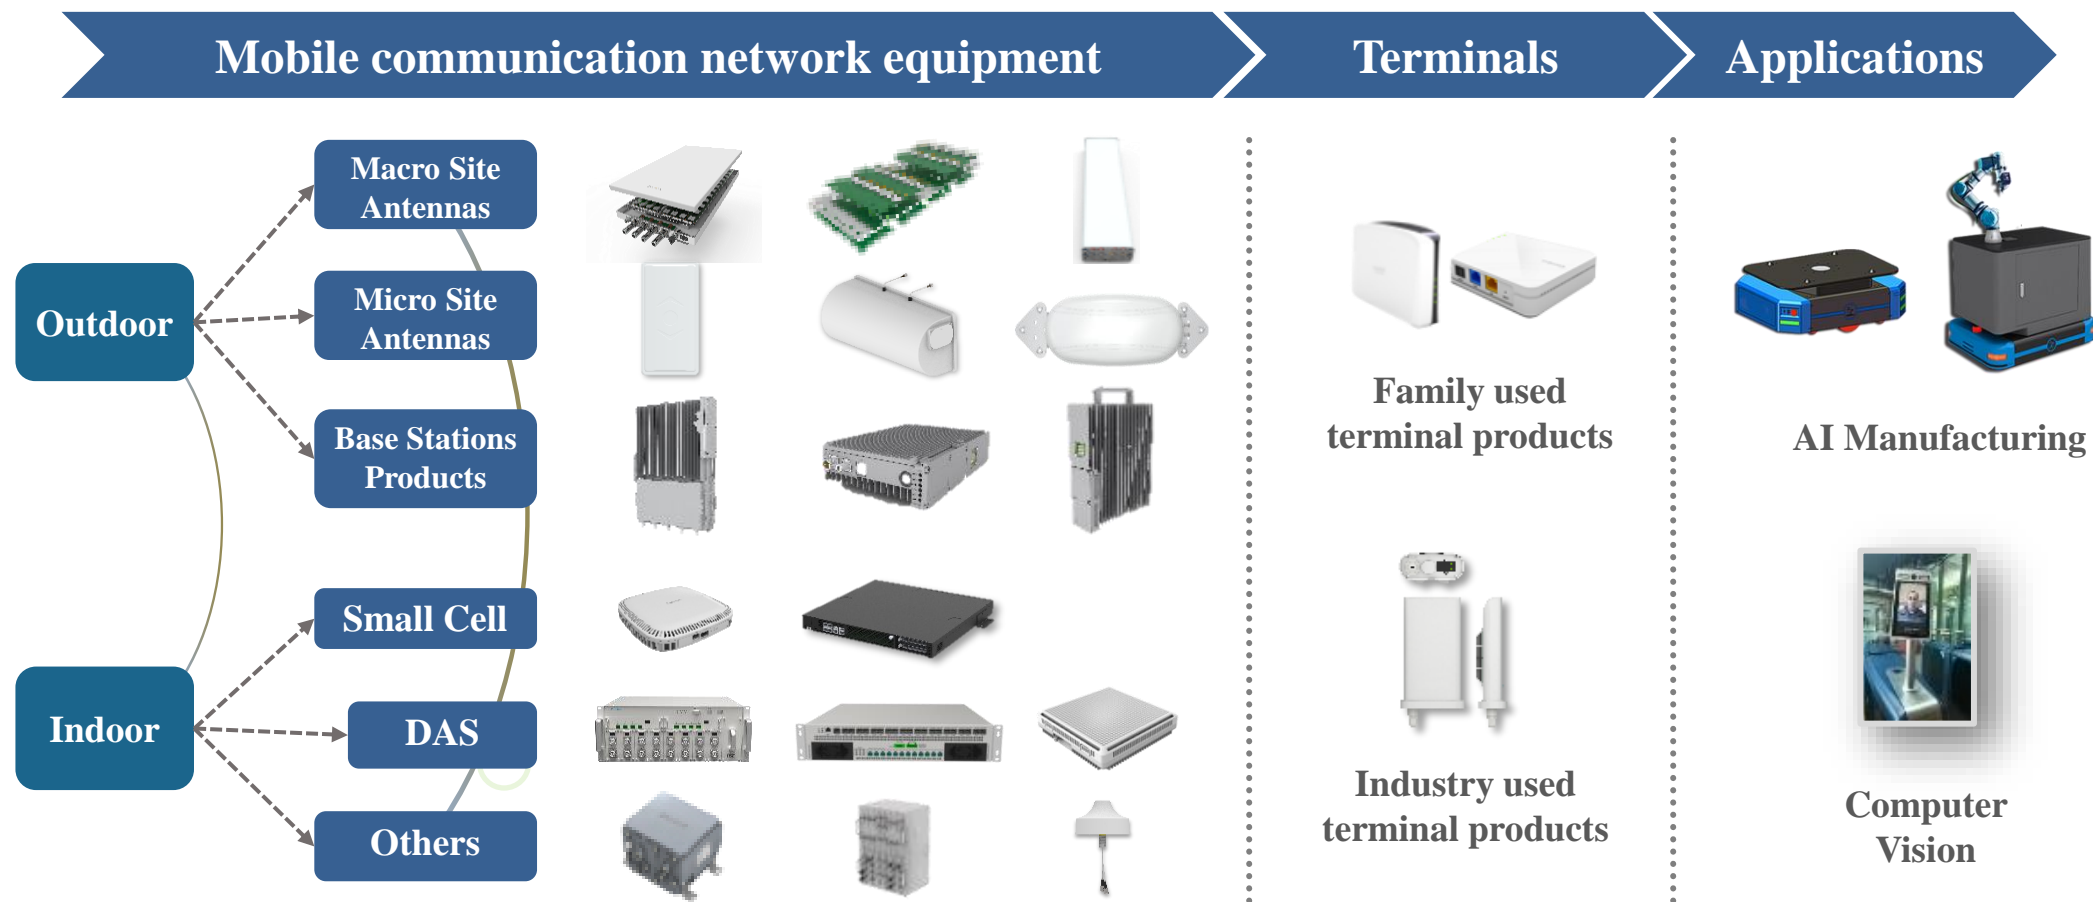 Mobile communication network equipment
Terminals
Applications
Outdoor
Macro Site
Antennas
Micro Site
Antennas
Base Stations
Products
Indoor
Small Cell
DAS
Others
Family used
terminal products
Industry used
terminal products
AI Manufacturing
Computer
Vision